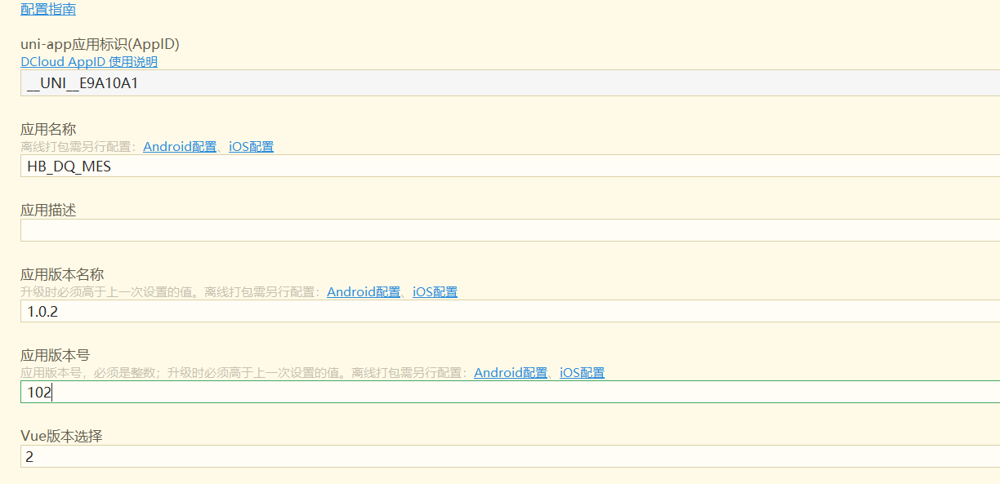 配置指南
uni-app应用标识(AppID)
DCloud AppID 使用说明
__UNI__E9A10A1
应用名称
离线打包需另行配置：Android配置、iOS配置
HB_DQ_MES
应用描述
应用版本名称
升级时必须高于上一次设置的值。离线打包需另行配置：Android配置、iOS配置
1.0.2
应用版本号
应用版本号，必须是整数；升级时必须高于上一次设置的值。离线打包需另行配置：Android配置、iOS配置
102
Vue版本选择
2